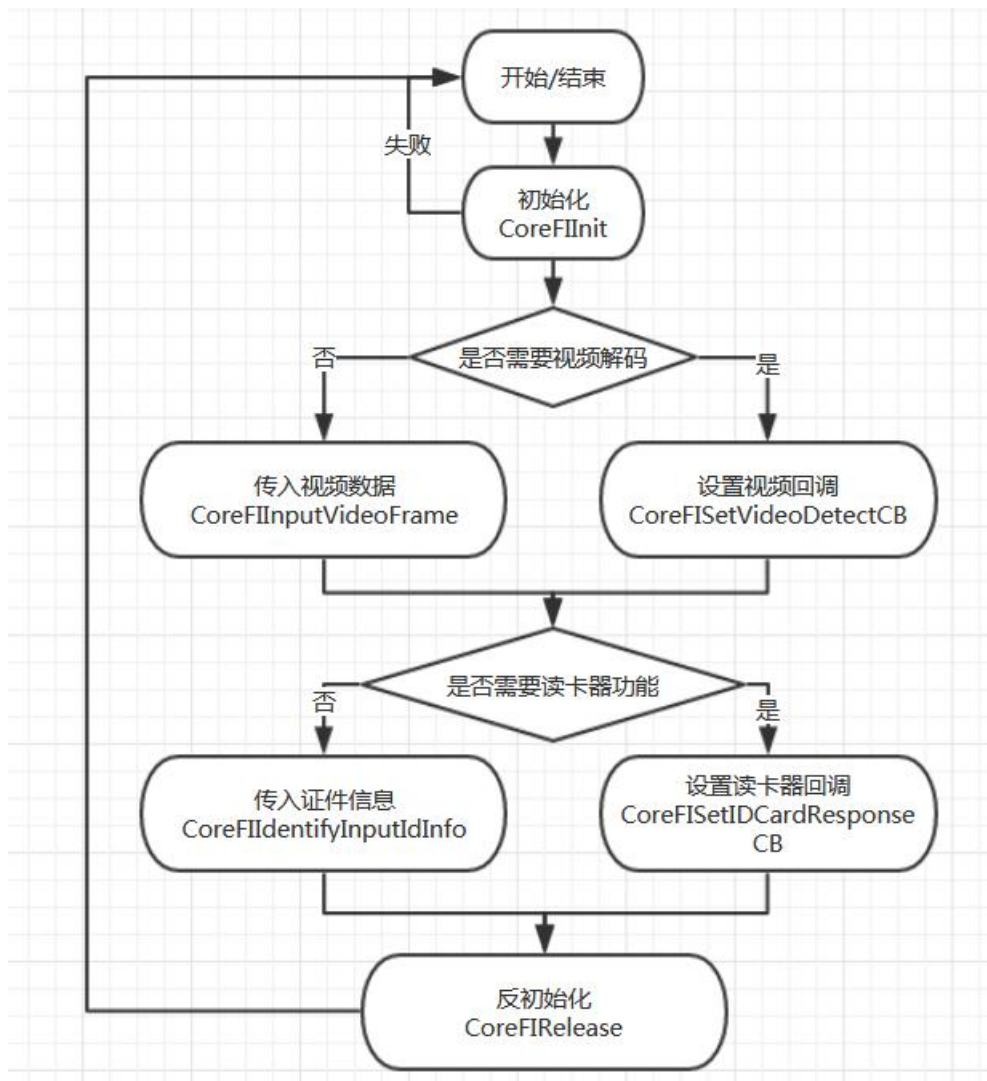 开始/结束
失败
初始化
CoreFIInit
是否需要视频解码
否
是
传入视频数据
CoreFIInputVideoFrame
设置视频回调
CoreFISetVideoDetectCB
是否需要读卡器功能
否
是
传入证件信息
CoreFIIdentifyInputIdInfo
设置读卡器回调
CoreFISetIDCardResponse
CB
反初始化
CoreFIRelease